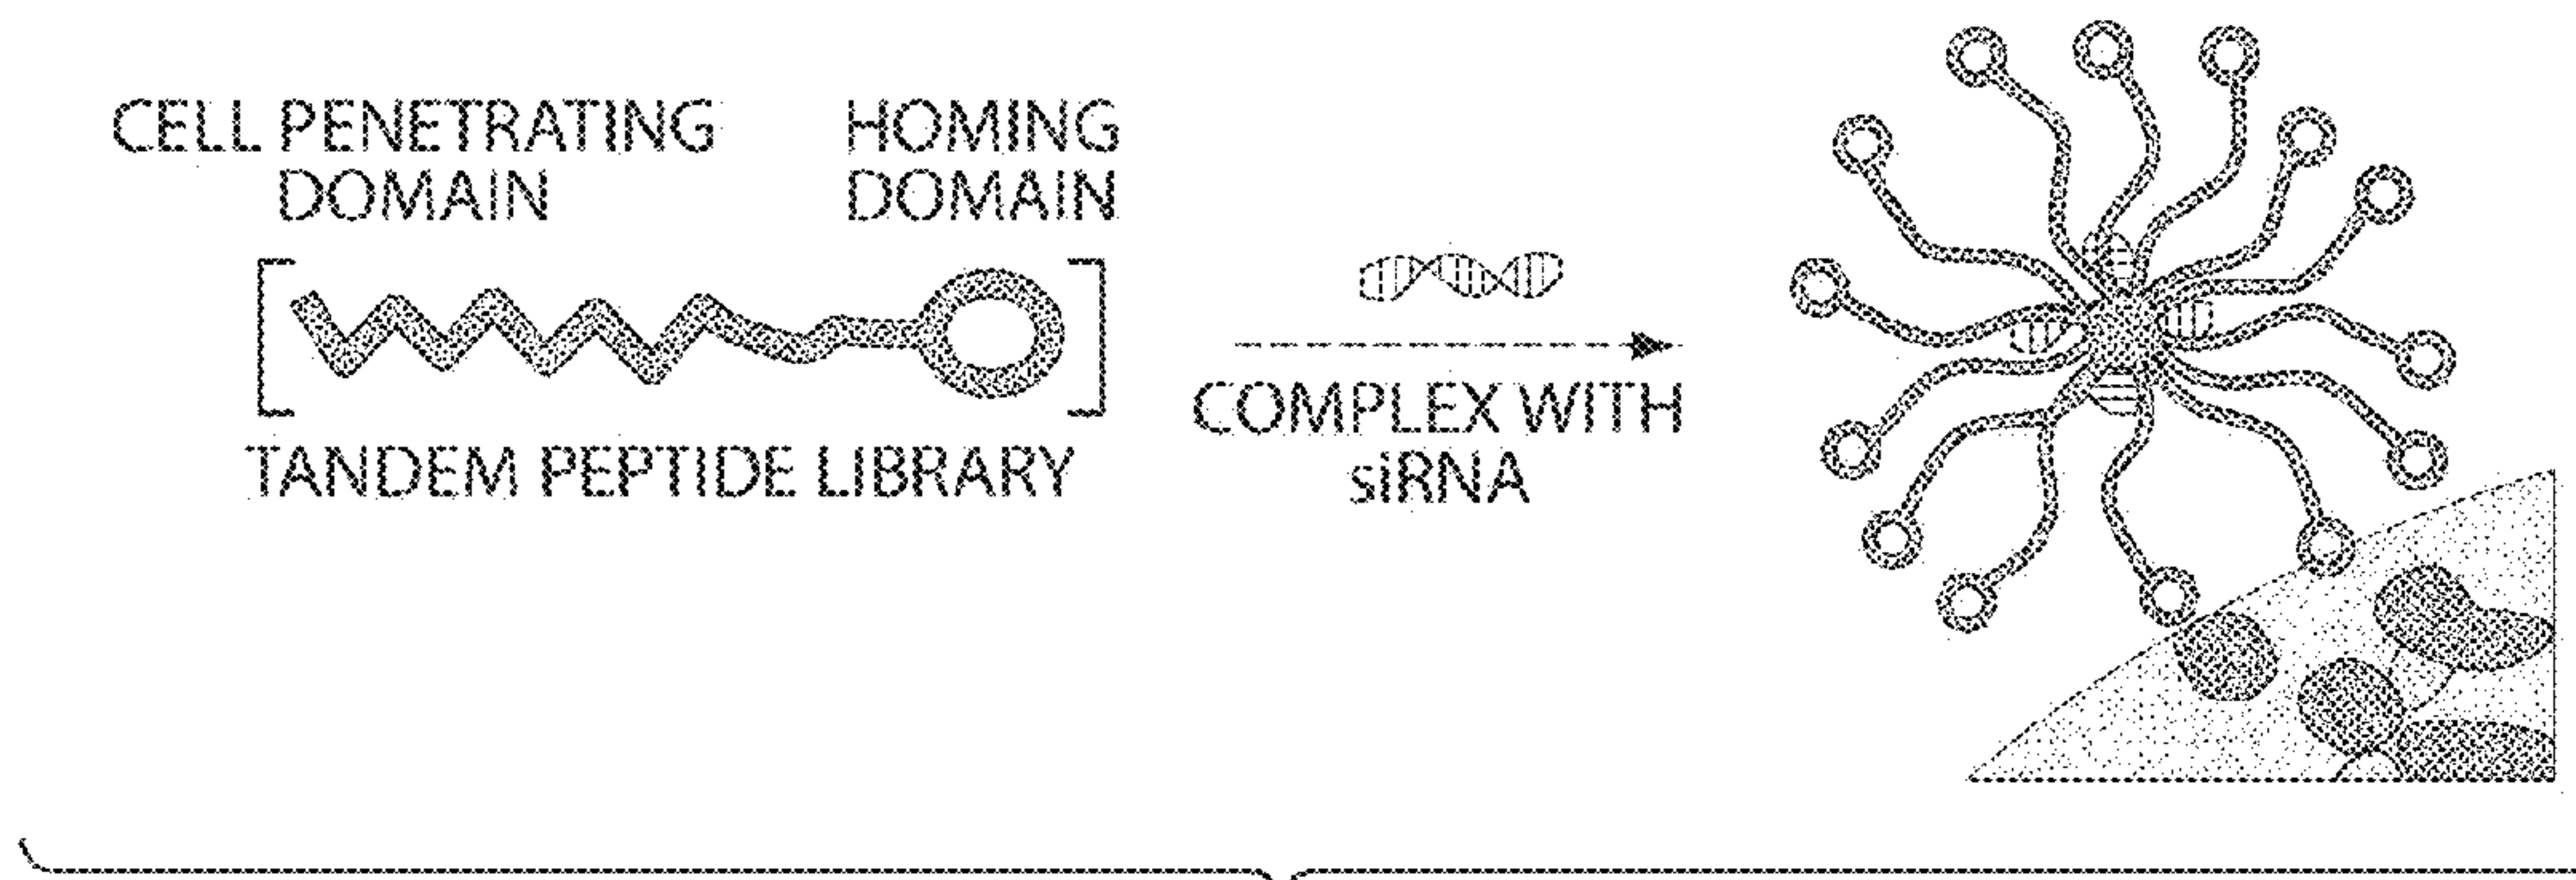 CELL PENETRATING
DOMAIN
HOMING
DOMAIN
TANDEM PEPTIDE LIBRARY
COMPLEX WITH
siRNA